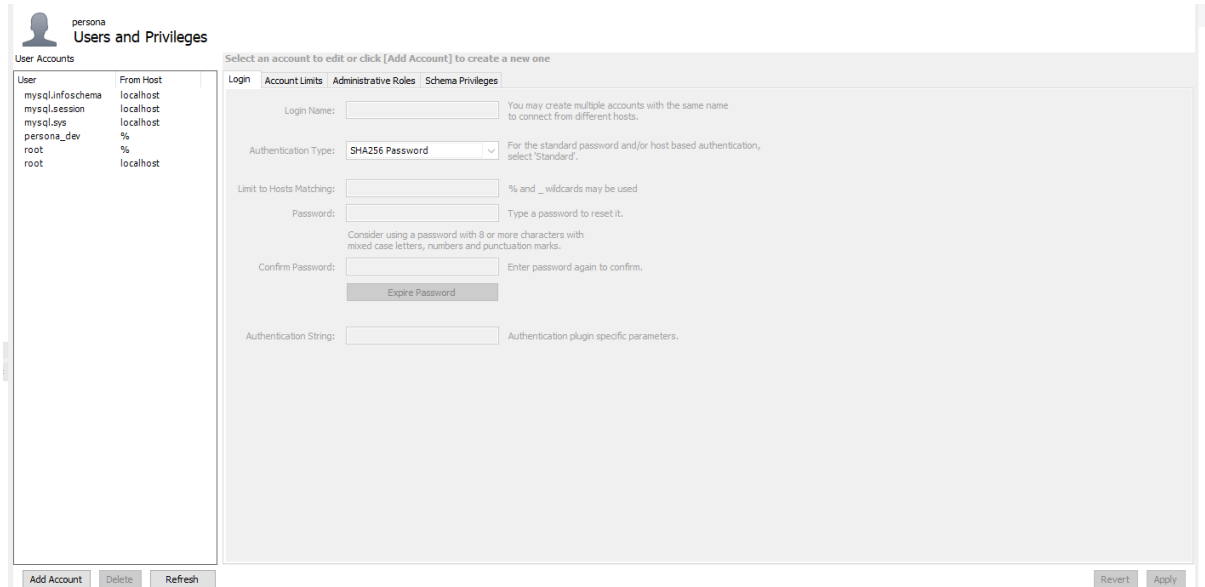 persona
Users and Privileges
User Accounts
User From Host
mysql.infoschema localhost
mysql.session localhost
mysql.sys localhost
persona_dev %
root %
root localhost
Add Account Delete Refresh
Select an account to edit or click [Add Account] to create a new one
Login Account Limits Administrative Roles Schema Privileges
Login Name: You may create multiple accounts with the same name
to connect from different hosts.
Authentication Type: SHA256 Password For the standard password and/or host based authentication,
select 'Standard'.
Limit to Hosts Matching: % and _ wildcards may be used
Password: Type a password to reset it.
Consider using a password with 8 or more characters with
mixed case letters, numbers and punctuation marks.
Confirm Password: Enter password again to confirm.
Expire Password
Authentication String: Authentication plugin specific parameters.
Revert Apply